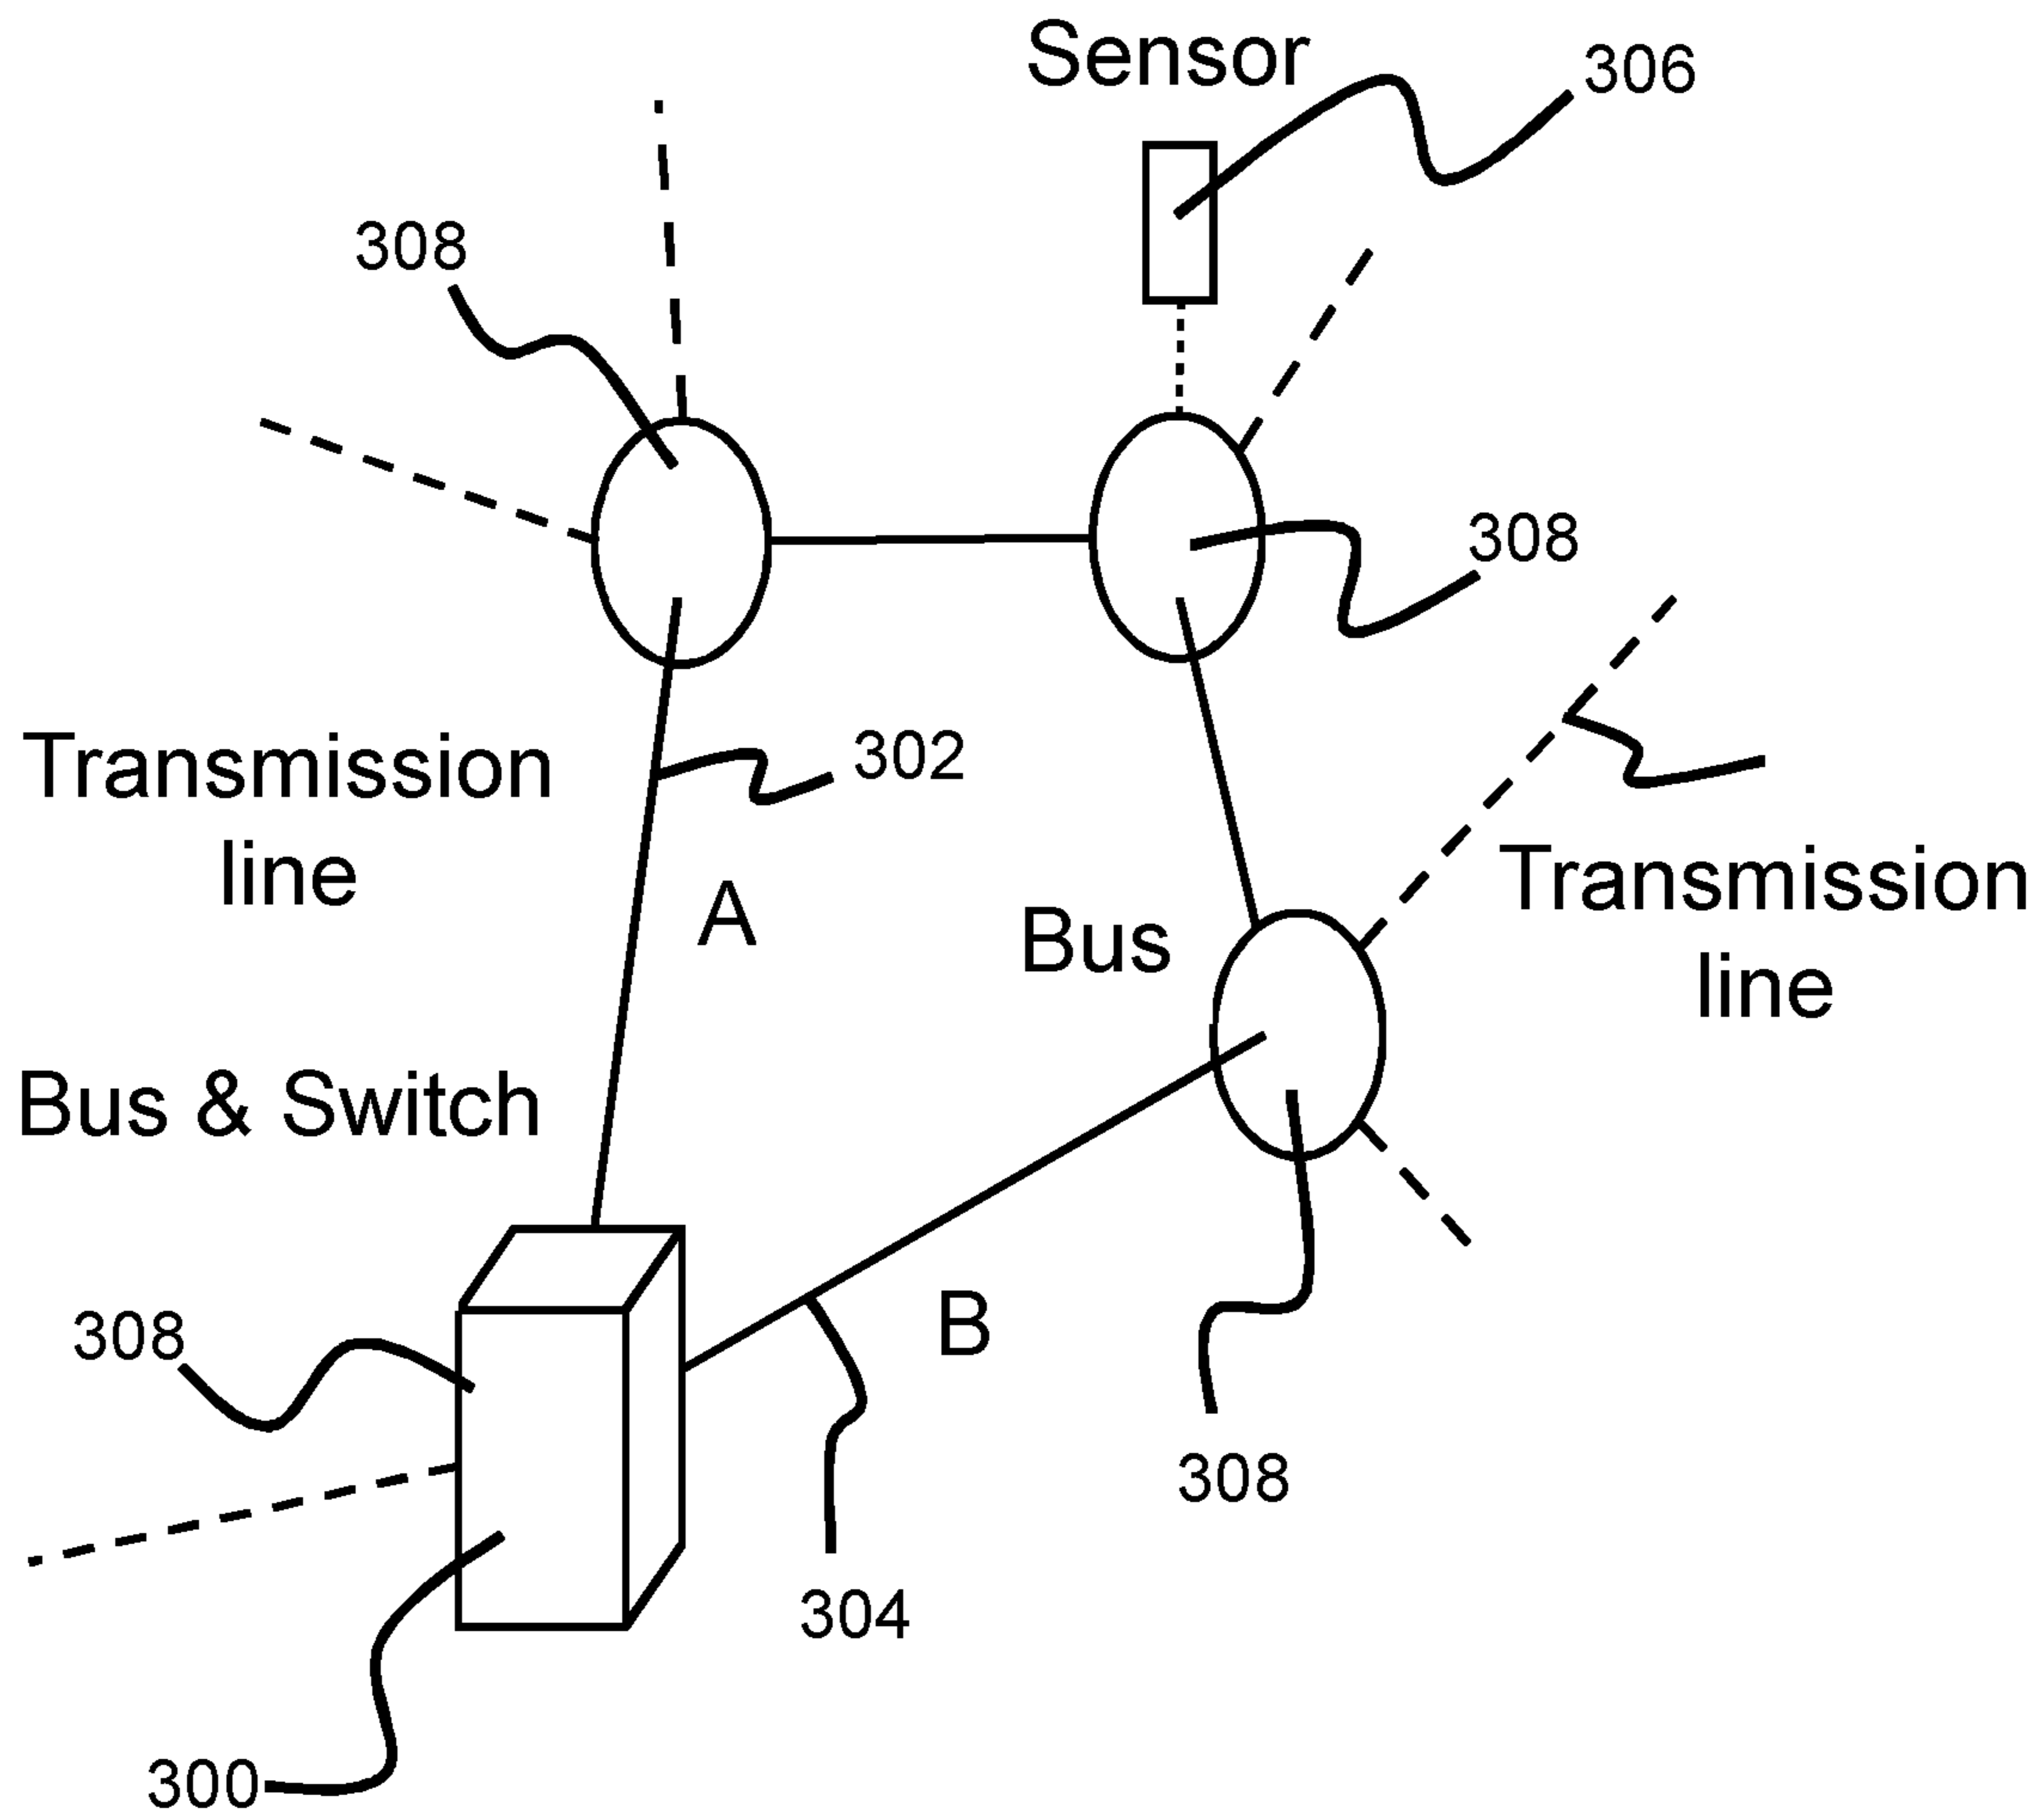 Sensor
306
308
308
Transmission
line
302
A
Bus
Transmission
line
Bus & Switch
308
B
308
304
300